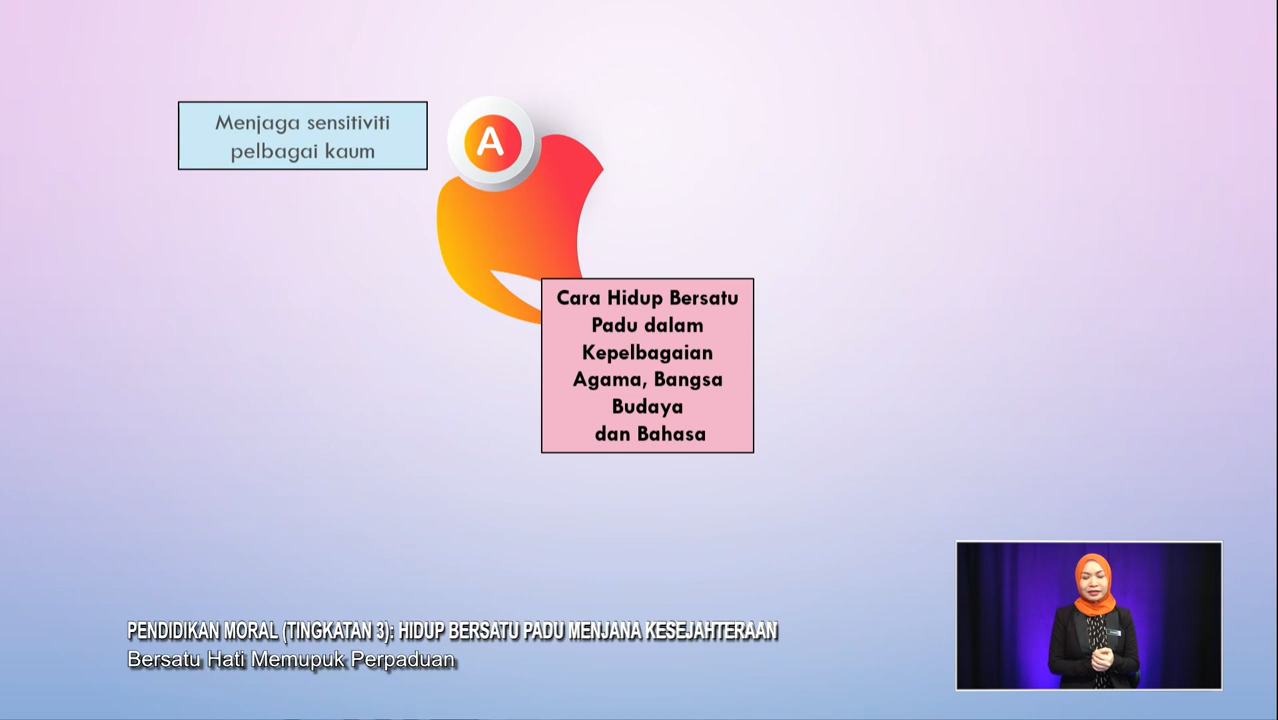 Menjaga sensitiviti
pelbagai kaum
A
Cara Hidup Bersatu
Padu dalam
Kepelbagaian
Agama, Bangsa
Budaya
dan Bahasa
PENDIDIKAN MORAL (TINGKATAN 3): HIDUP BERSATU PADU MENJANA KESEJAHTERAAN
Bersatu Hati Memupuk Perpaduan